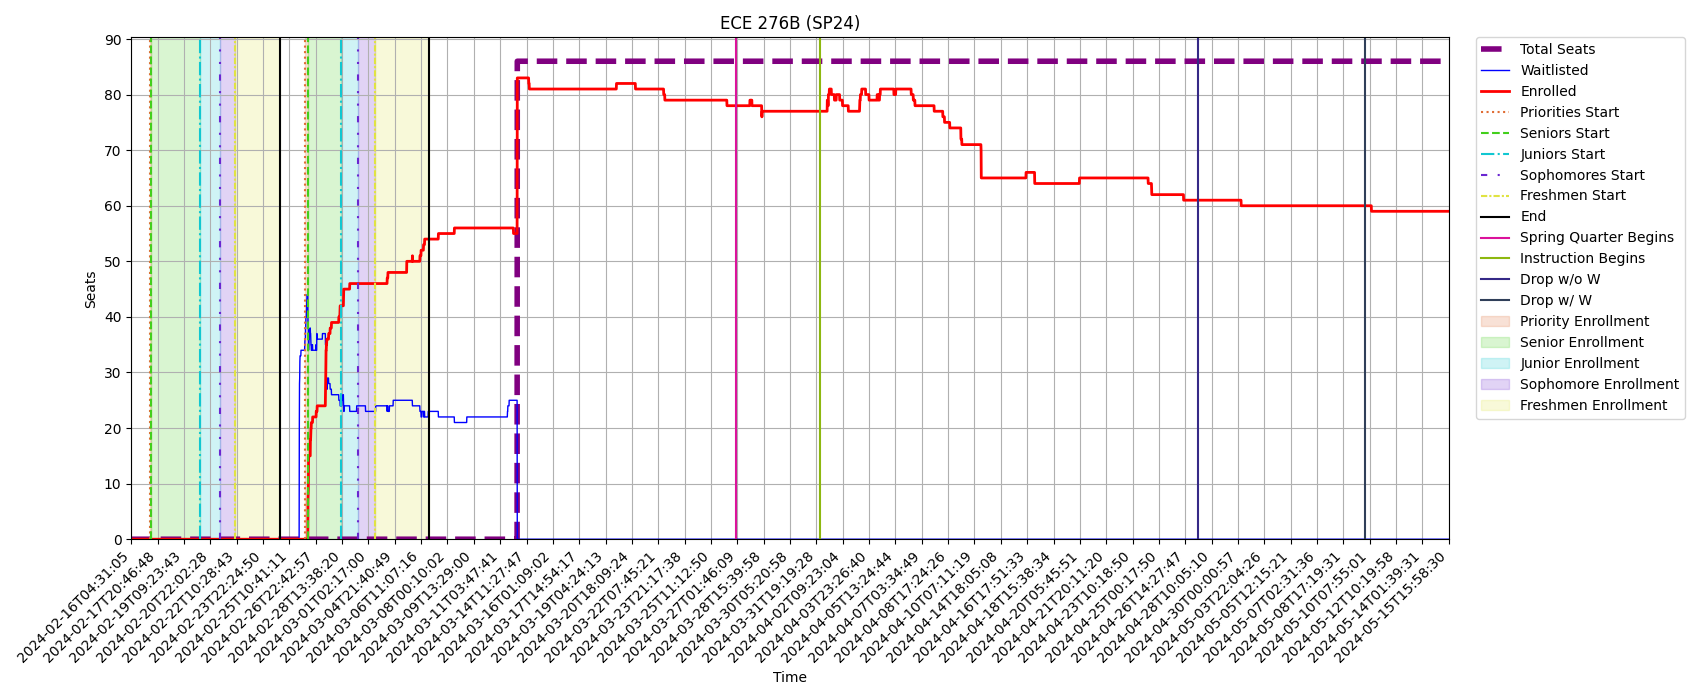 ECE 276B (SP24)
90
80
70
60
50
40
30
20
10
0
Seats
2024-02-16T04:31:05
2024-02-17T20:46:48
2024-02-19T09:23:43
2024-02-20T22:02:28
2024-02-22T10:28:43
2024-02-23T22:24:50
2024-02-25T10:41:11
2024-02-26T22:42:57
2024-02-28T13:38:20
2024-03-01T02:17:00
2024-03-04T21:40:49
2024-03-06T11:07:16
2024-03-08T00:10:02
2024-03-09T13:29:00
2024-03-11T03:47:41
2024-03-14T11:27:47
2024-03-16T01:09:02
2024-03-17T14:54:17
2024-03-19T04:24:13
2024-03-20T18:09:24
2024-03-22T07:45:21
2024-03-23T21:17:38
2024-03-25T11:12:50
2024-03-27T01:46:09
2024-03-28T15:39:58
2024-03-30T05:20:58
2024-03-31T19:19:28
2024-04-02T09:23:04
2024-04-03T23:26:40
2024-04-05T13:24:44
2024-04-07T03:34:49
2024-04-08T17:24:26
2024-04-10T07:11:19
2024-04-14T18:05:08
2024-04-16T17:51:33
2024-04-18T15:38:34
2024-04-20T05:45:51
2024-04-21T20:11:20
2024-04-23T10:18:50
2024-04-25T00:17:50
2024-04-26T14:27:47
2024-04-28T10:05:10
2024-04-30T00:00:57
2024-05-03T22:04:26
2024-05-05T12:15:21
2024-05-07T02:31:36
2024-05-08T17:19:31
2024-05-10T07:55:01
2024-05-12T10:19:58
2024-05-14T01:39:31
2024-05-15T15:58:30
Time
Total Seats
Waitlisted
Enrolled
Priorities Start
Seniors Start
Juniors Start
Sophomores Start
Freshmen Start
End
Spring Quarter Begins
Instruction Begins
Drop w/o W
Drop w/ W
Priority Enrollment
Senior Enrollment
Junior Enrollment
Sophomore Enrollment
Freshmen Enrollment